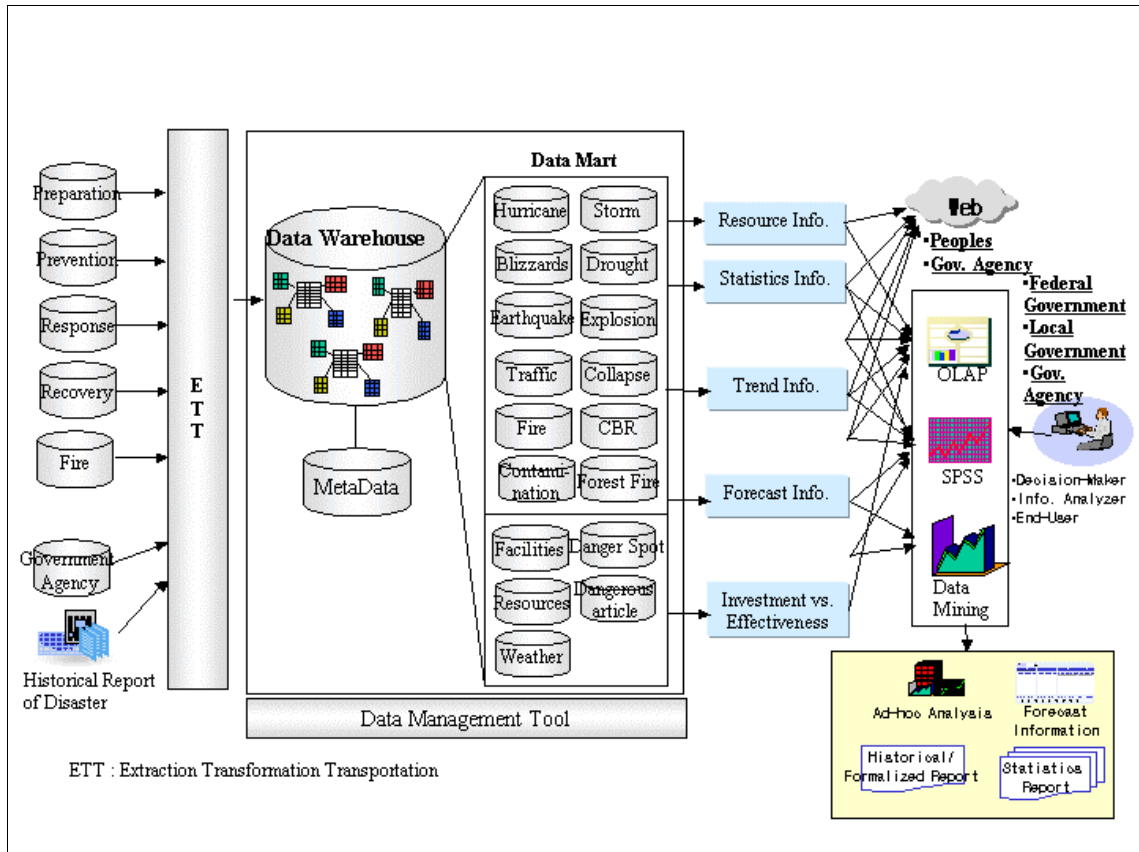 Preparation
Prevention
Response
Recovery
Fire
Government
Agency
Historical Report
of Disaster
E
T
T
Data Warehouse
MetaData
Data Mart
Hurricane
Storm
Blizzards
Drought
Earthquake
Explosion
Traffic
Collapse
Fire
CBR
Contami-
nation
Forest Fire
Facilities
Danger Spot
Resources
Dangerous
article
Weather
Data Management Tool
Resource Info.
Statistics Info.
Trend Info.
Forecast Info.
Investment vs.
Effectiveness
Web
•Peoples
•Gov. Agency
•Federal
Government
•Local
Government
•Gov.
Agency
OLAP
SPSS
Data
Mining
•Decision-Maker
•Info. Analyzer
•End-User
Ad-hoc Analysis
Forecast
Information
Historical/
Formalized Report
Statistics
Report
ETT : Extraction Transformation Transportation